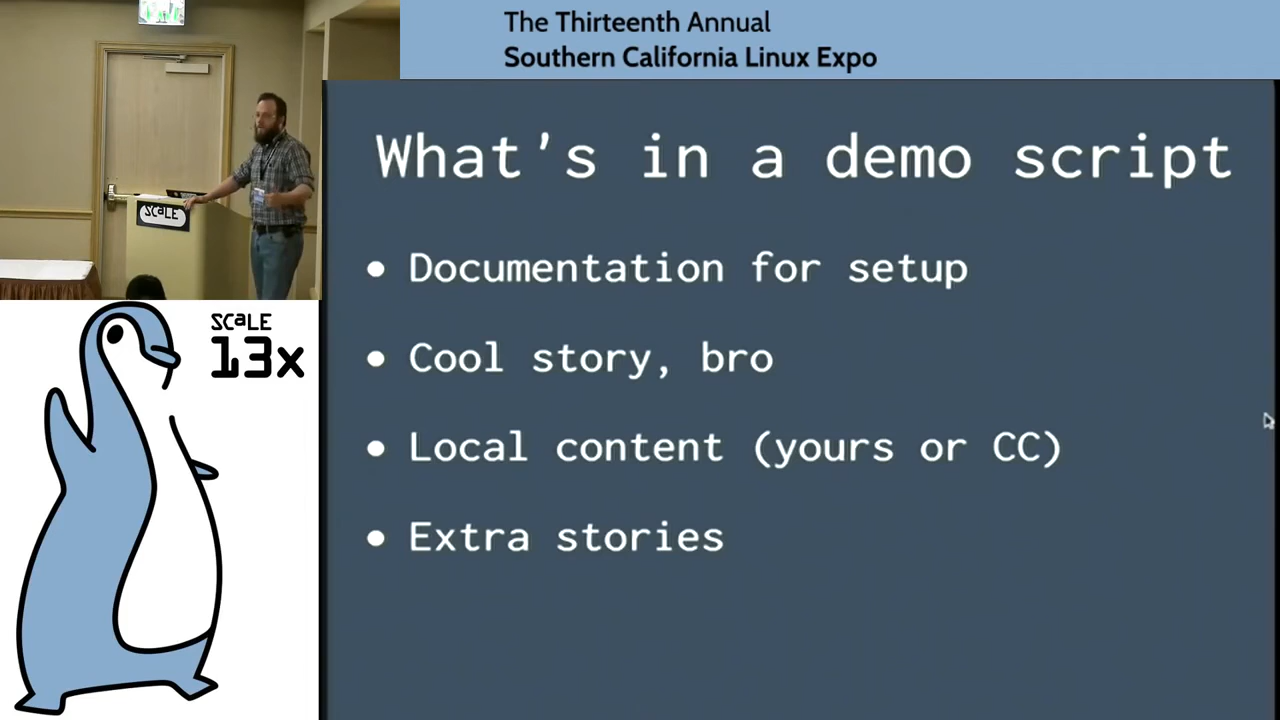 The Thirteenth Annual
Southern California Linux Expo
SCALE
SCALE
13x
What's in a demo script
• Documentation for setup
• Cool story, bro
• Local content (yours or CC)
• Extra stories